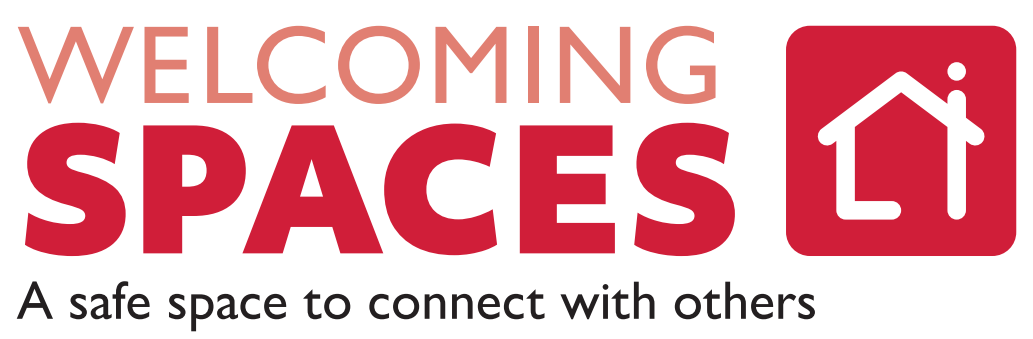 WELCOMING
SPACES
A safe space to connect with others